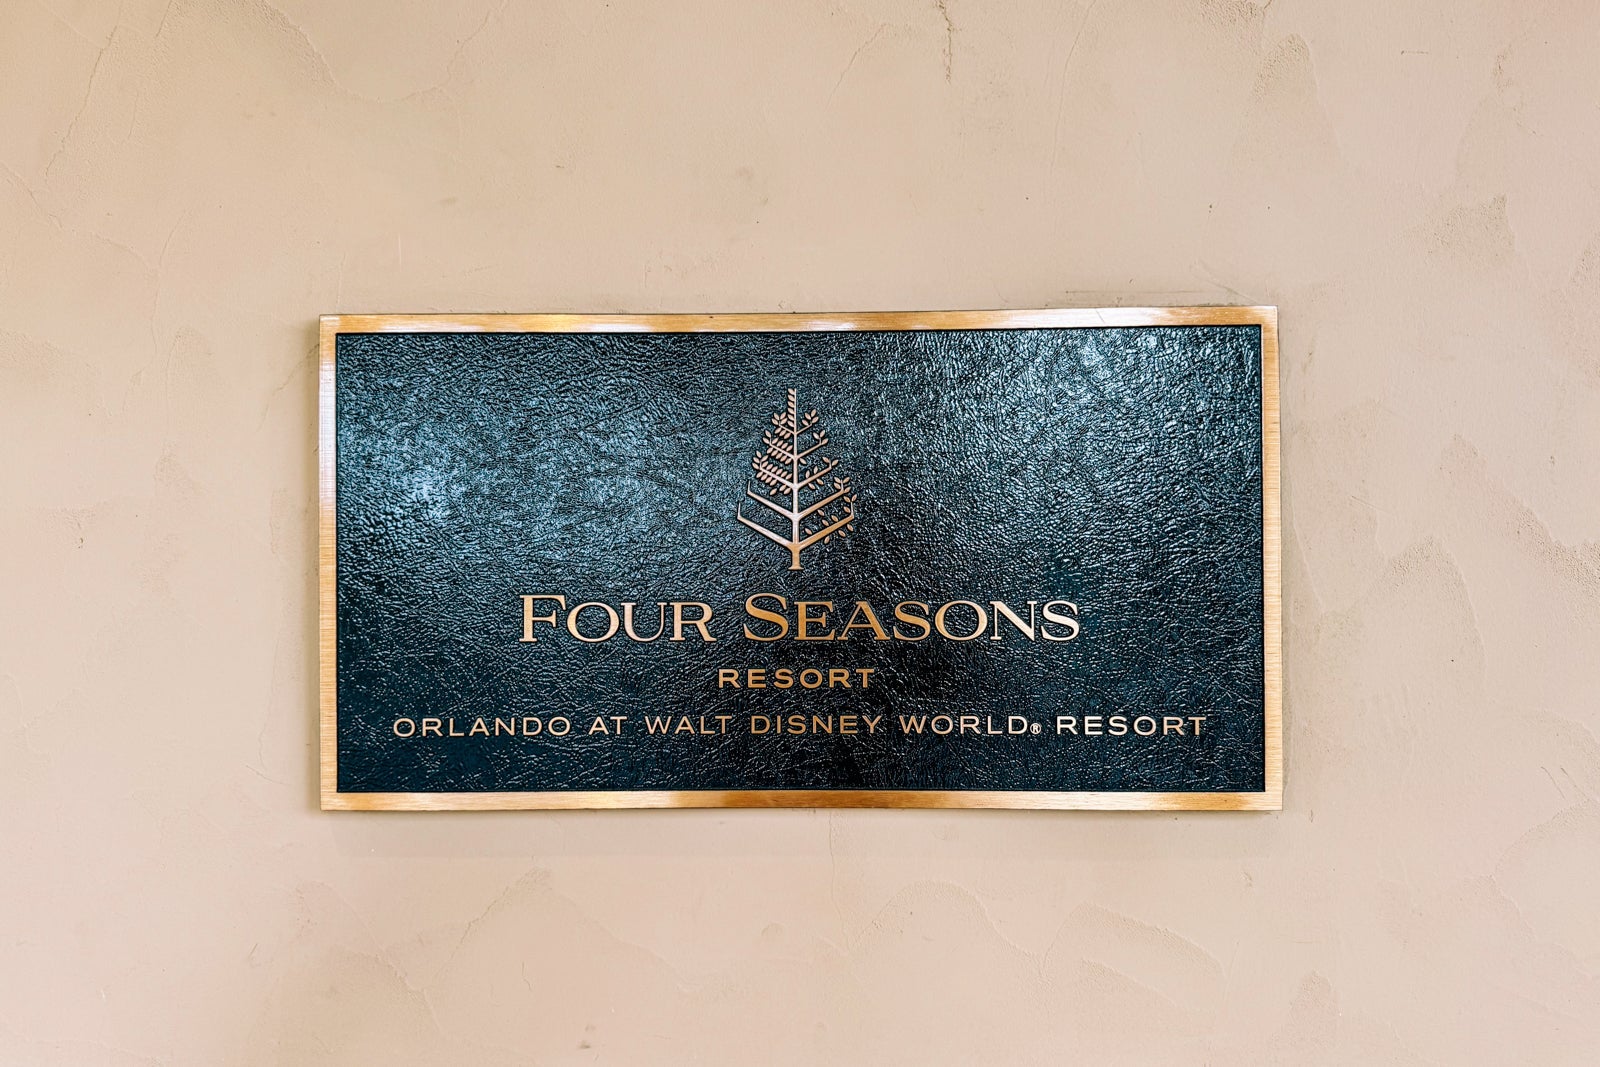 FOUR SEASONS
RESORT
ORLANDO AT WALT DISNEY WORLD® RESORT